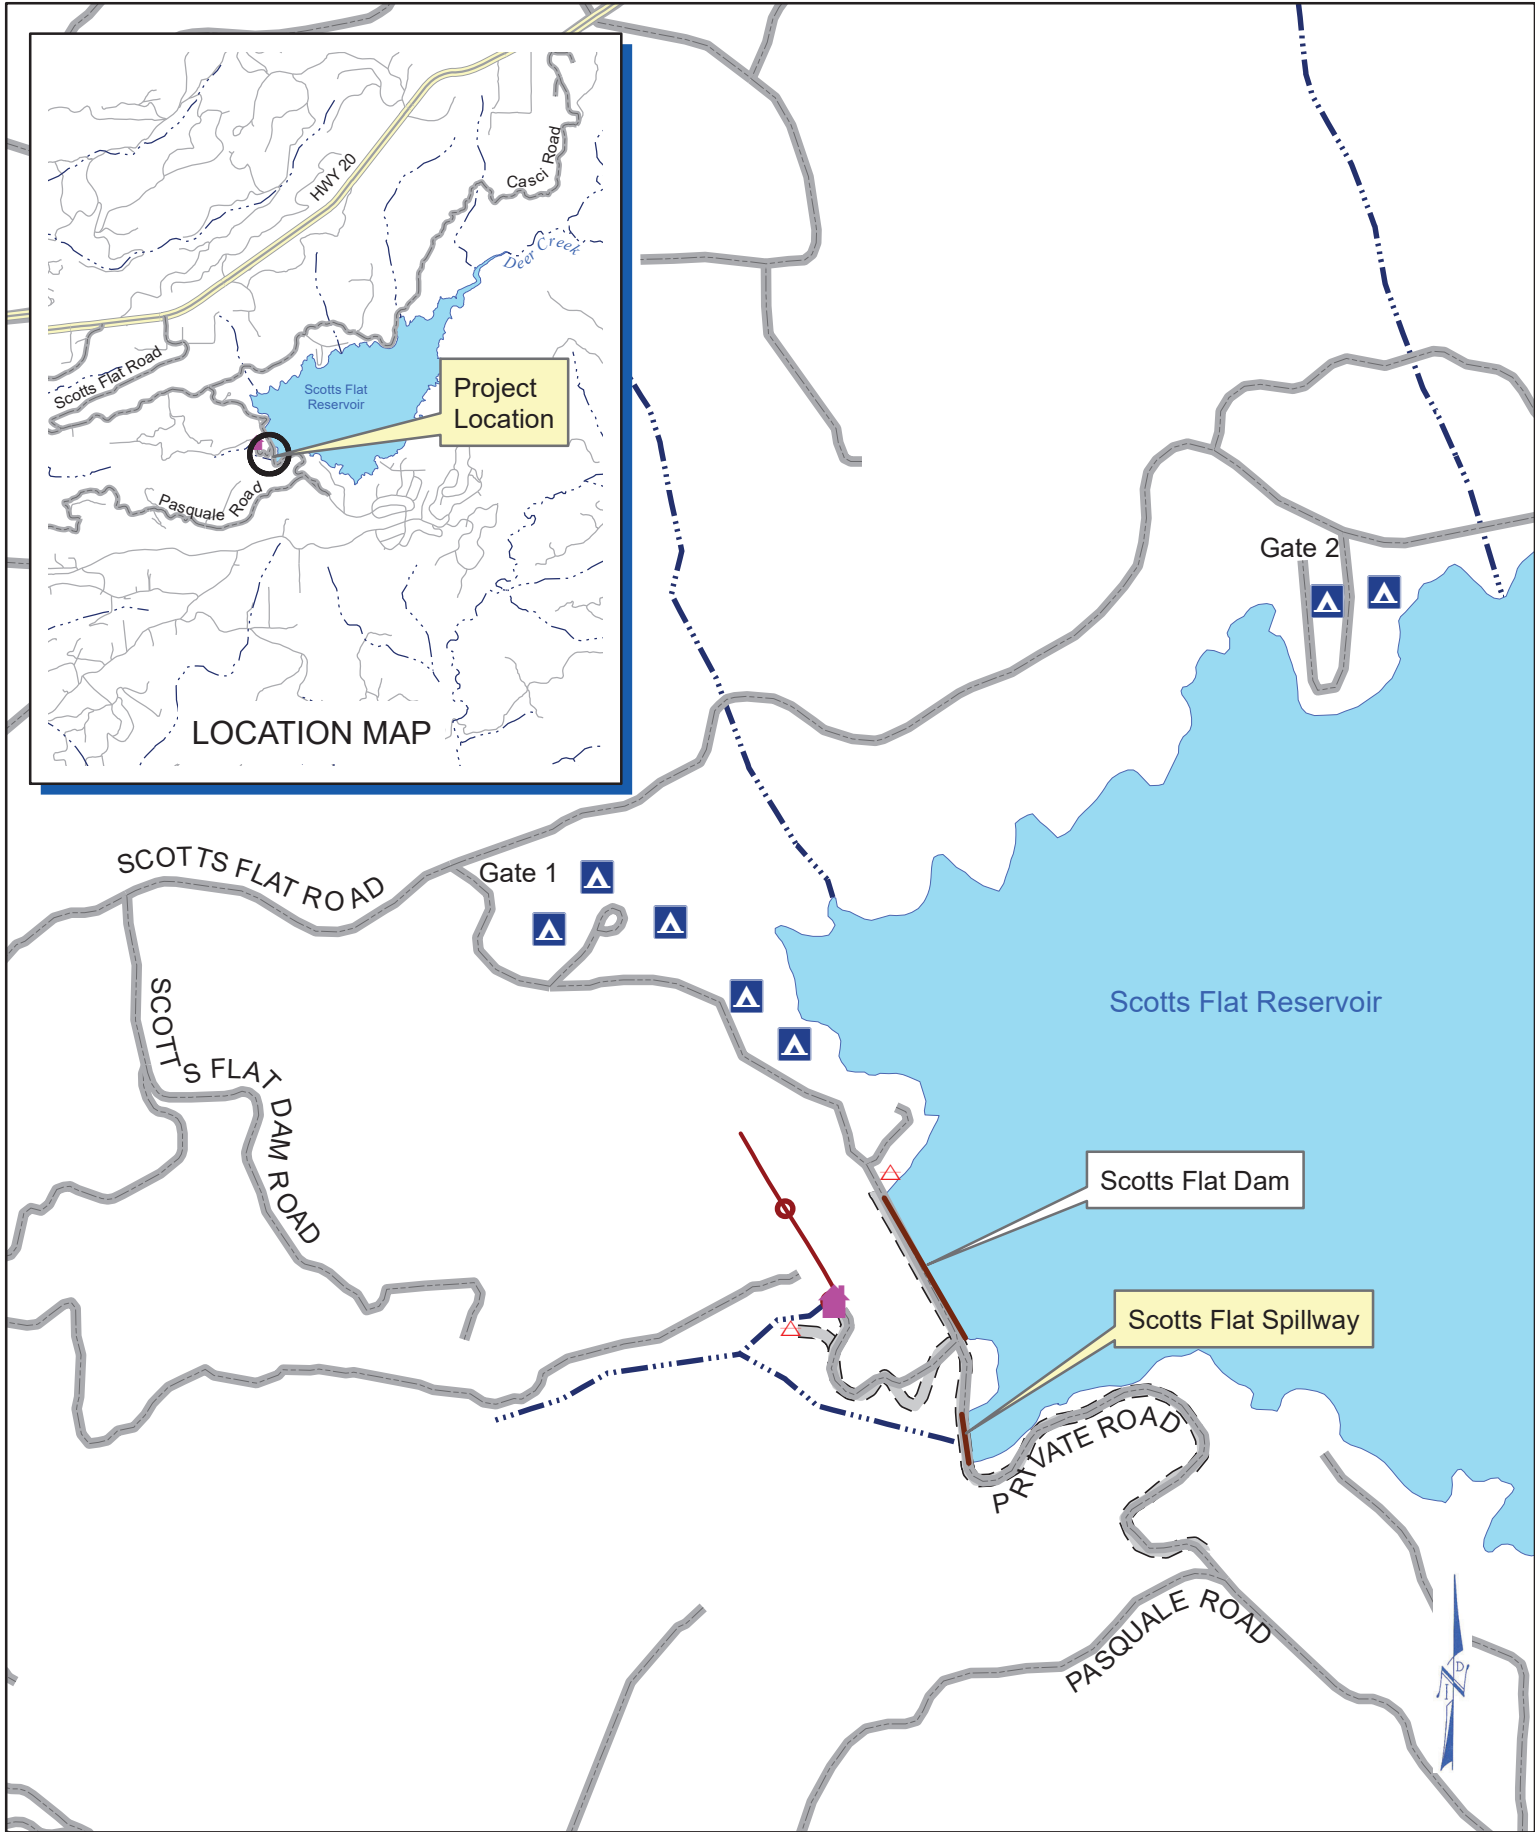 HWY 20
Casci Road
Deer Creek
Scotts Flat Road
Scotts Flat
Reservoir
Project
Location
Pasquale Road
LOCATION MAP
Gate 2
SCOTTS FLAT ROAD
Gate 1
SCOTTS FLAT DAM ROAD
Scotts Flat Reservoir
Scotts Flat Dam
Scotts Flat Spillway
PRIVATE ROAD
PASQUALE ROAD
N
I
D